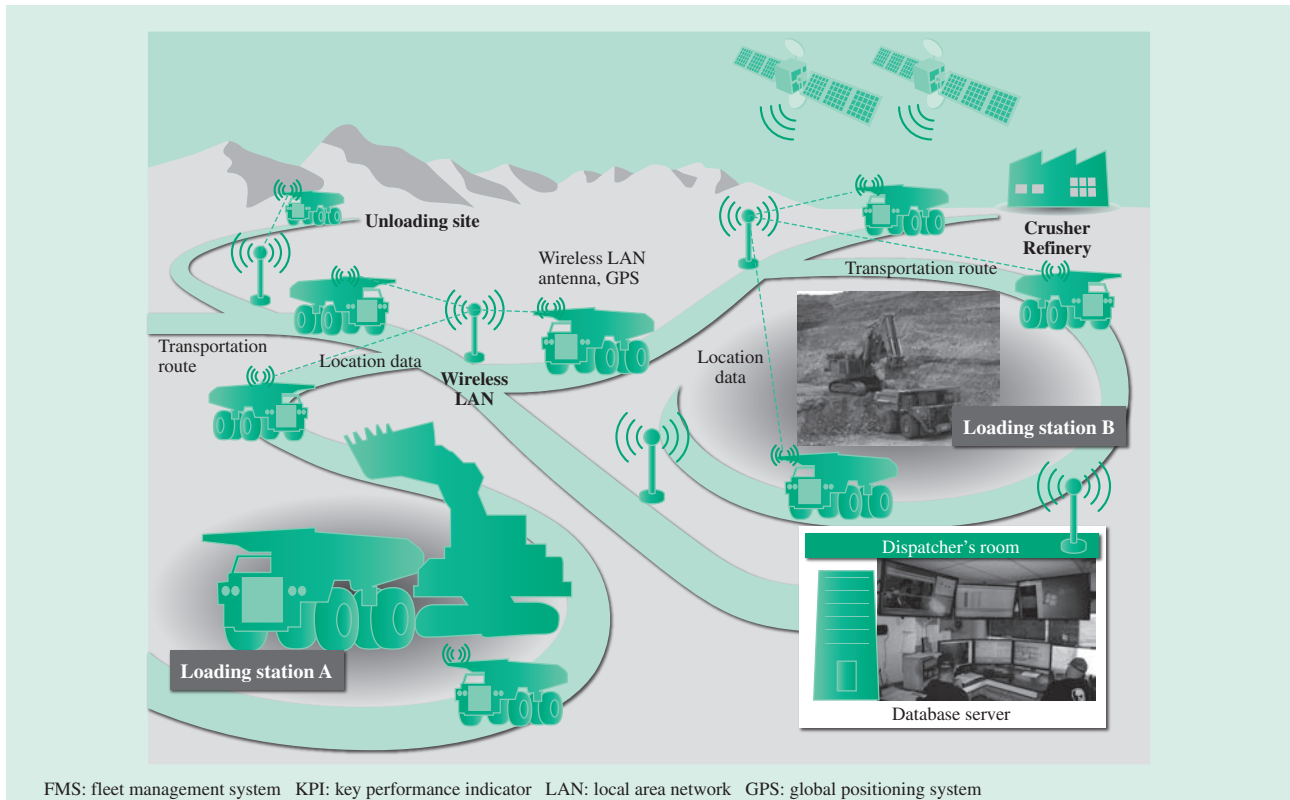 Unloading site
Crusher
Refinery
Wireless LAN
antenna, GPS
Transportation route
Transportation
route
Location data
Wireless
LAN
Location
data
Loading station B
Dispatcher's room
Loading station A
Database server
FMS: fleet management system KPI: key performance indicator LAN: local area network GPS: global positioning system